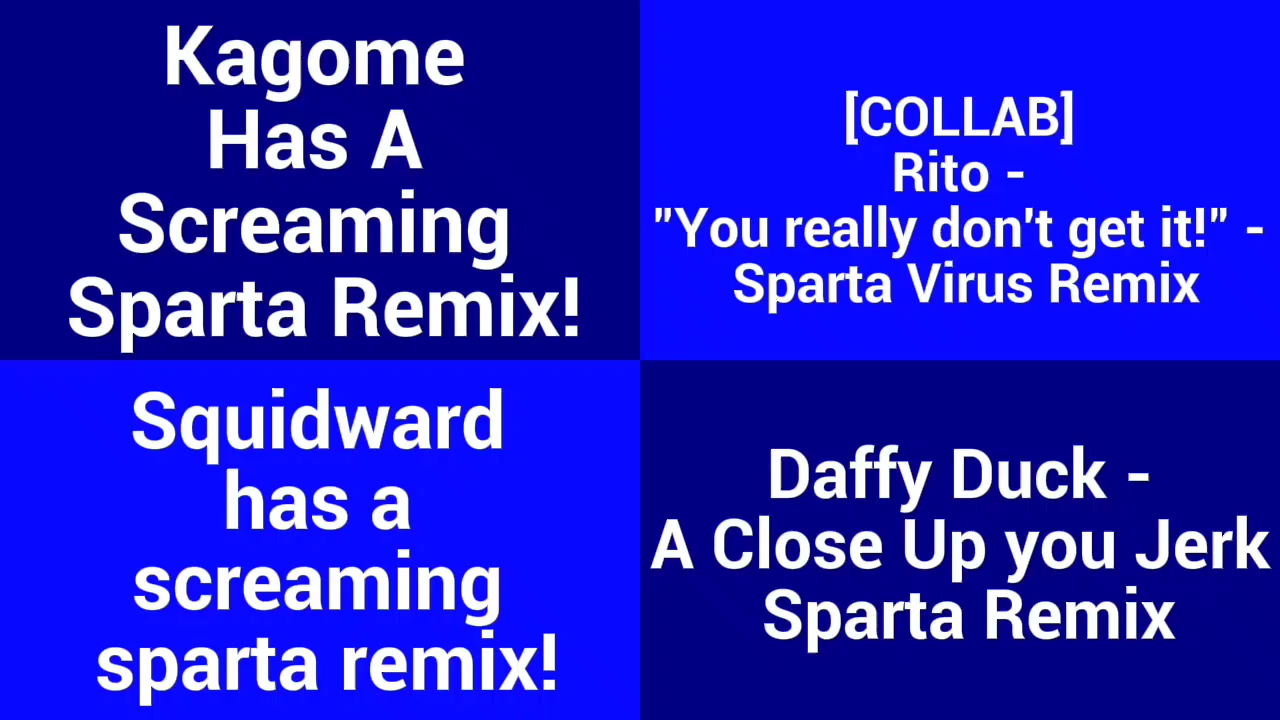 Kagome
Has A
Screaming
Sparta Remix!
[COLLAB]
Rito -
"You really don't get it!" -
Sparta Virus Remix
Squidward
has a
screaming
sparta remix!
Daffy Duck -
A Close Up you Jerk
Sparta Remix